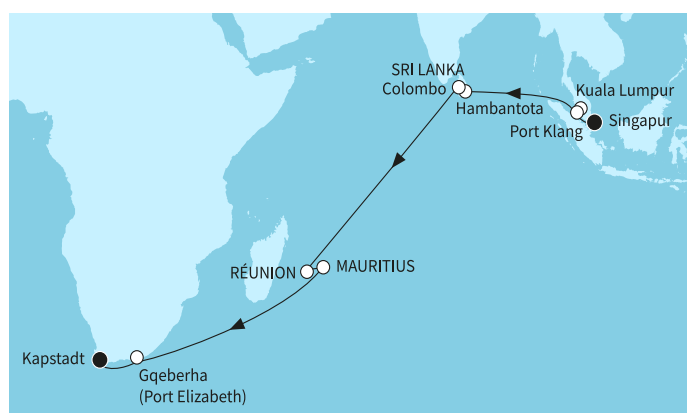 SRI LANKA
Colombo
Hambantota
Kuala Lumpur
Port Klang
Singapur
RÉUNION
MAURITIUS
Kapstadt
Gqeberha
(Port Elizabeth)